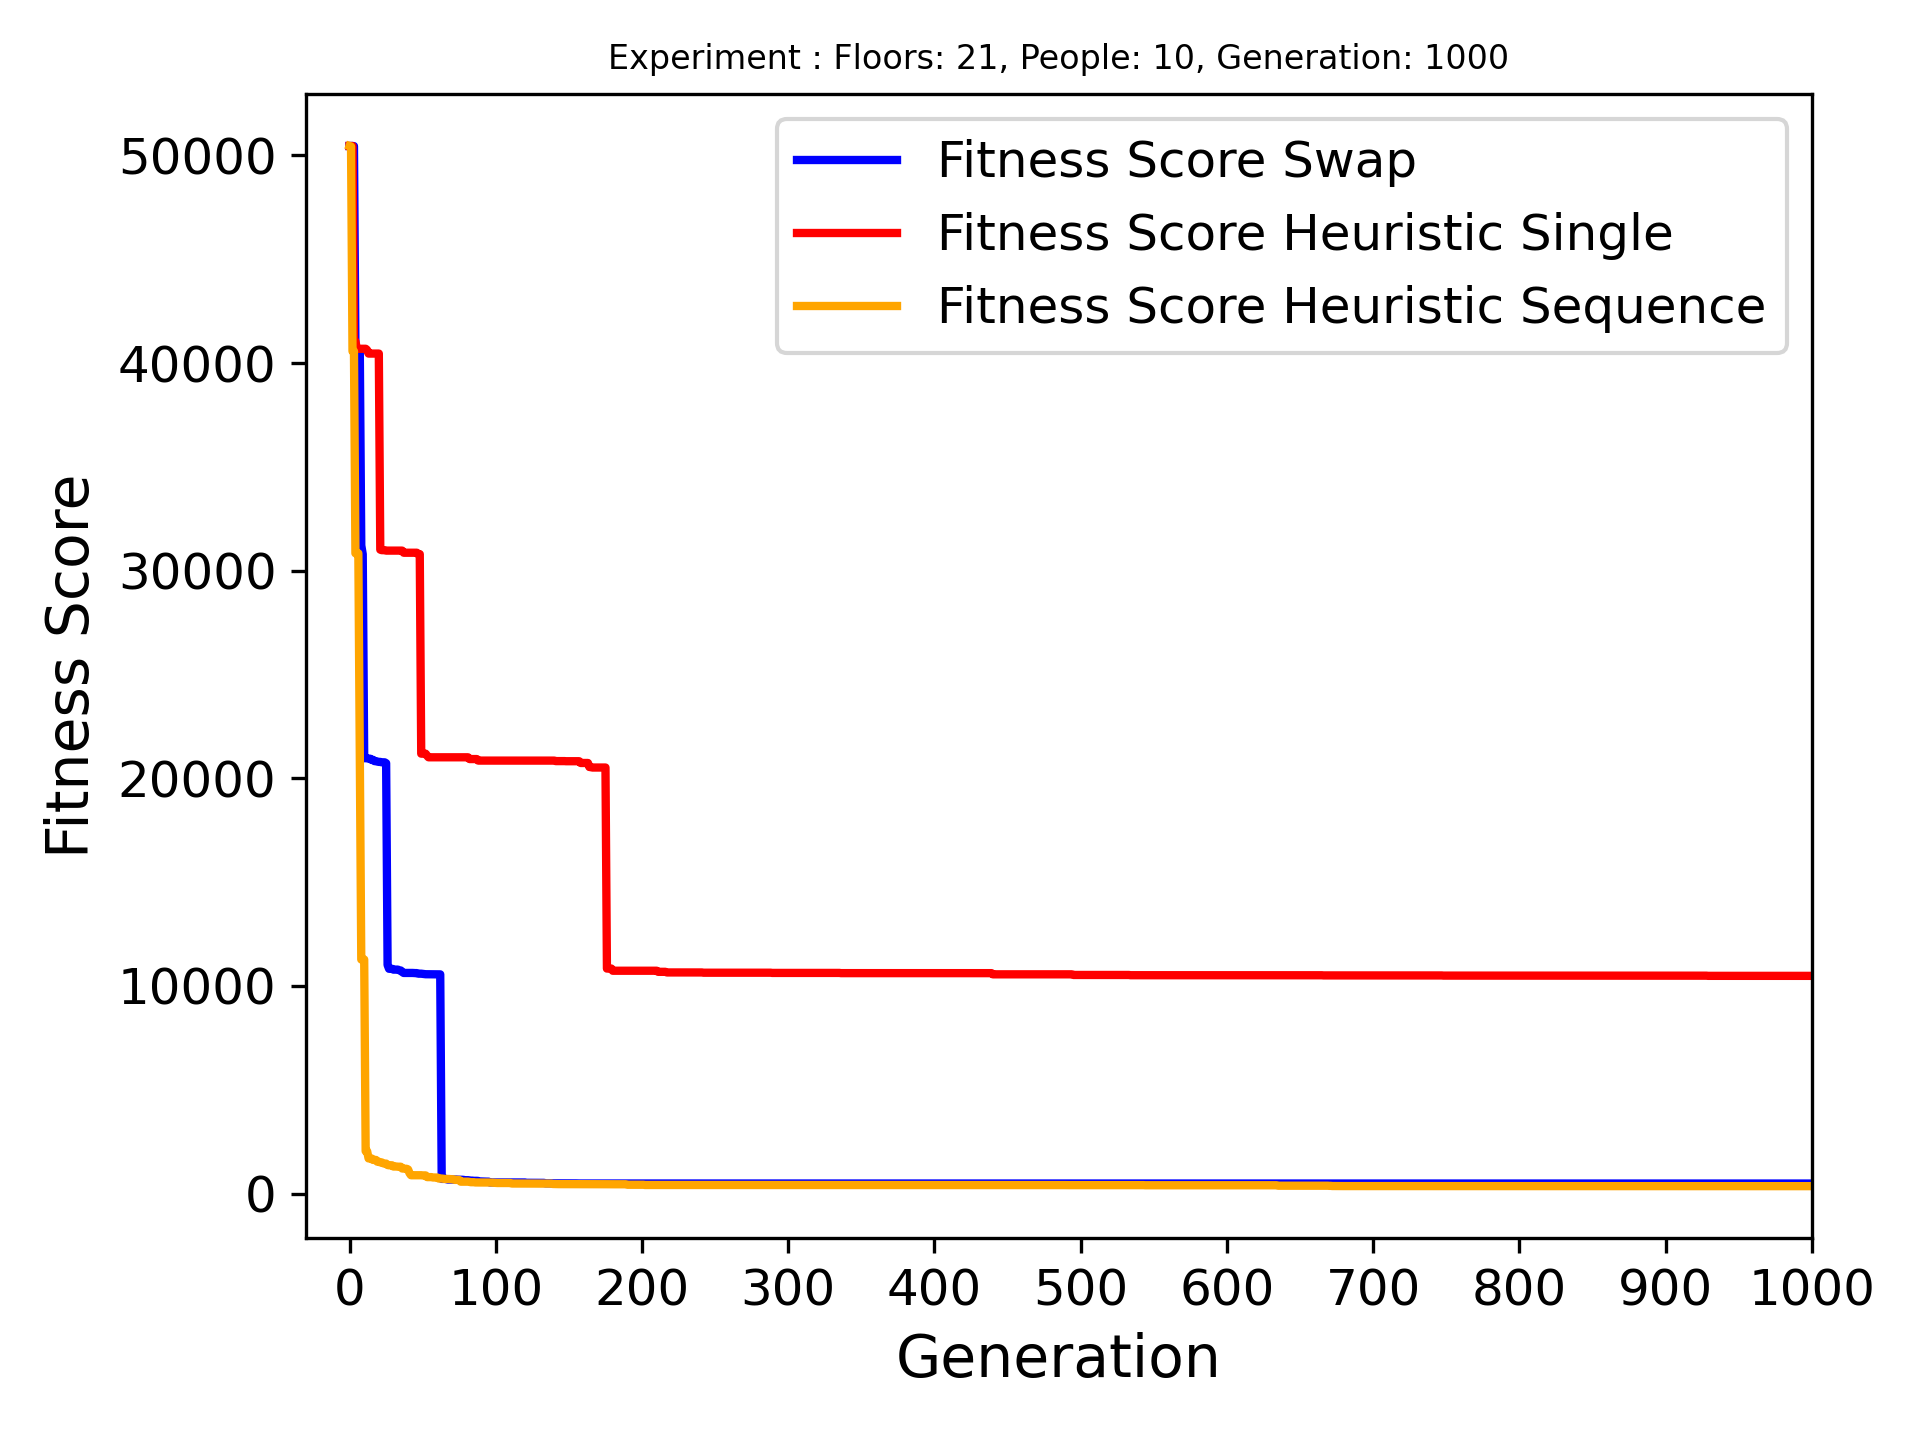 Experiment : Floors: 21, People: 10, Generation: 1000
Fitness Score Swap
Fitness Score Heuristic Single
Fitness Score Heuristic Sequence
Fitness Score
50000
40000
30000
20000
10000
0
0 100 200 300 400 500 600 700 800 900 1000
Generation